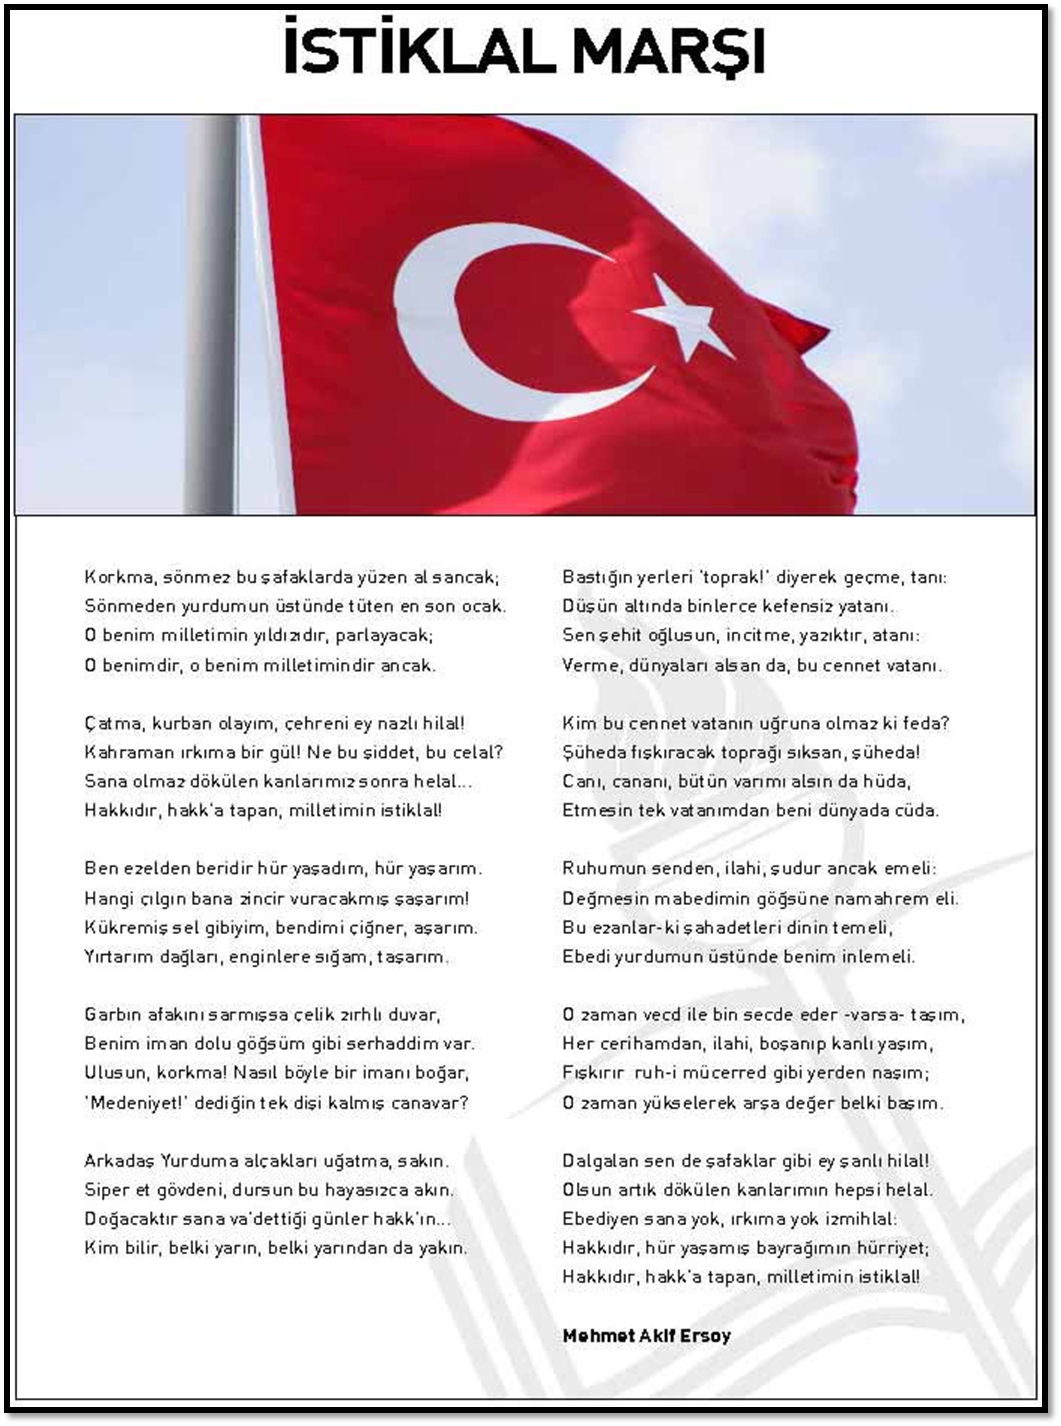 İSTİKLAL MARŞI
Korkma, sönmez bu şafaklarda yüzen al sancak;
Sönmeden yurdumun üstünde tüten en son ocak.
O benim milletimin yıldızıdır, parlayacak;
O benimdir, o benim milletimindir ancak.
Çatma, kurban olayım, çehreni ey nazlı hilal!
Kahraman ırkıma bir gül! Ne bu şiddet, bu celal?
Sana olmaz dökülen kanlarımız sonra helal...
Hakkıdır, hakk'a tapan, milletimin istiklal!
Ben ezelden beridir hür yaşadım, hür yaşarım.
Hangi çılgın bana zincir vuracakmış şaşarım!
Kükremiş sel gibiyim, bendimi çiğner, aşarım.
Yırtarım dağları, enginlere sığam, taşarım.
Garbın afakını sarmışsa çelik zırhlı duvar,
Benim iman dolu göğsüm gibi serhaddim var.
Ulusun, korkma! Nasıl böyle bir imanı boğar,
'Medeniyet!' dediğin tek dişi kalmış canavar?
Arkadaş Yurduma alçakları uğatma, sakın.
Siper et gövdeni, dursun bu hayasızca akın.
Doğacaktır sana va'dettiği günler hakk'ın...
Kim bilir, belki yarın, belki yarından da yakın.
Bastığın yerleri 'toprak!' diyerek geçme, tanı:
Düşün altında binlerce kefensiz yatanı.
Sen şehit oğlusun, incitme, yazıktır, atanı:
Verme, dünyaları alsan da, bu cennet vatanı.
Kim bu cennet vatanın uğruna olmaz ki feda?
Şüheda fışkıracak toprağı sıksan, şüheda!
Canı, cananı, bütün varımı alsın da hüda,
Etmesin tek vatanımdan beni dünyada cüda.
Ruhumun senden, ilahi, şudur ancak emeli:
Değmesin mabedimin göğsüne namahrem eli.
Bu ezanlar-ki şahadetleri dinin temeli,
Ebedi yurdumun üstünde benim inlemeli.
O zaman vecd ile bin secde eder -varsa- taşım,
Her cerihamdan, ilahi, boşanıp kanlı yaşım,
Fışkırır ruh-i mücerred gibi yerden naşım;
O zaman yükselerek arşa değer belki başım.
Dalgalan sen de şafaklar gibi ey şanlı hilal!
Olsun artık dökülen kanlarımın hepsi helal.
Ebediyen sana yok, ırkıma yok izmihlal:
Hakkıdır, hür yaşamış bayrağımın hürriyet;
Hakkıdır, hakk'a tapan, milletimin istiklal!
Mehmet Akif Ersoy